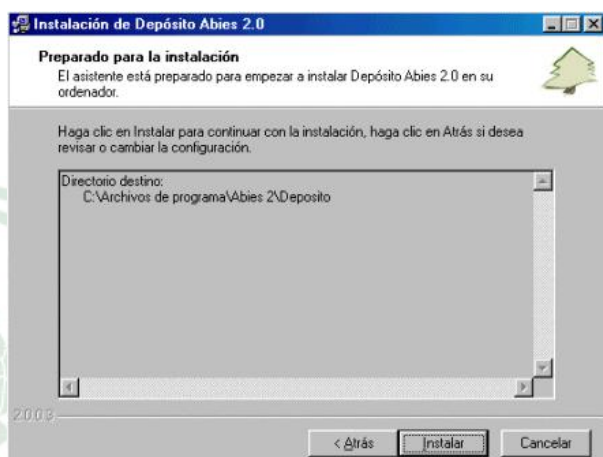 Instalación de Depósito Abies 2.0
Preparado para la instalación
El asistente está preparado para empezar a instalar Depósito Abies 2.0 en su
ordenador.
Haga clic en Instalar para continuar con la instalación, haga clic en Atrás si desea
revisar o cambiar la configuración.
Directorio destino:
C:\Archivos de programa\Abies 2\Deposito
2.0.0.3
< Atrás Instalar Cancelar